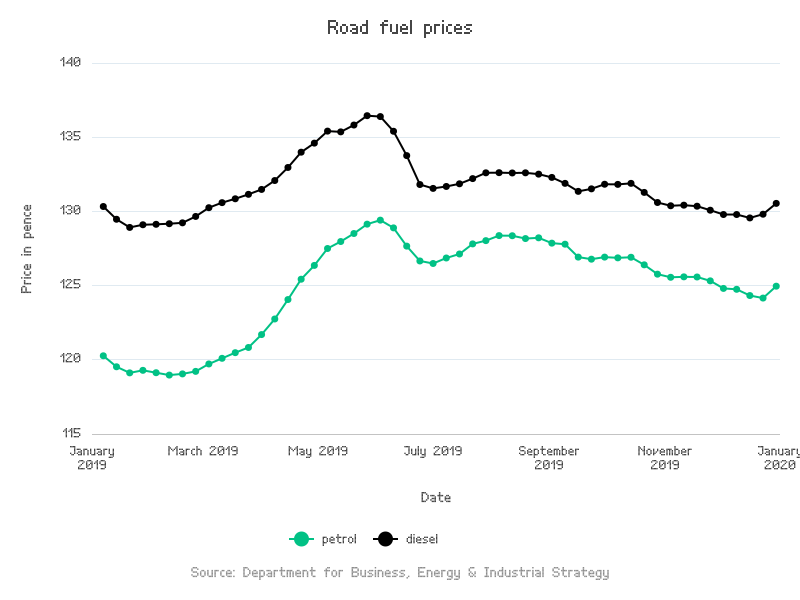 Road fuel prices
140
135
130
125
120
115
Price in pence
January
2019
March 2019
May 2019
July 2019
September
2019
November
2019
January
2020
Date
petrol
diesel
Source: Department for Business, Energy & Industrial Strategy